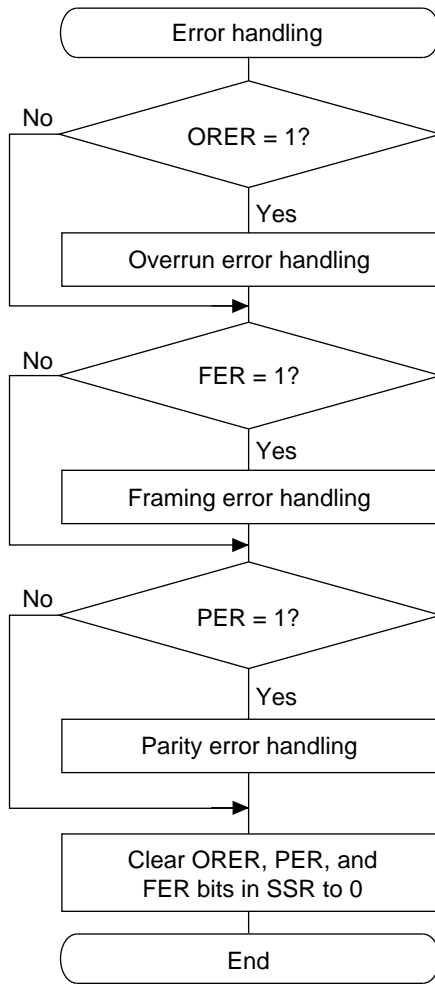 Error handling
No
ORER = 1?
Yes
Overrun error handling
No
FER = 1?
Yes
Framing error handling
No
PER = 1?
Yes
Parity error handling
Clear ORER, PER, and
FER bits in SSR to 0
End